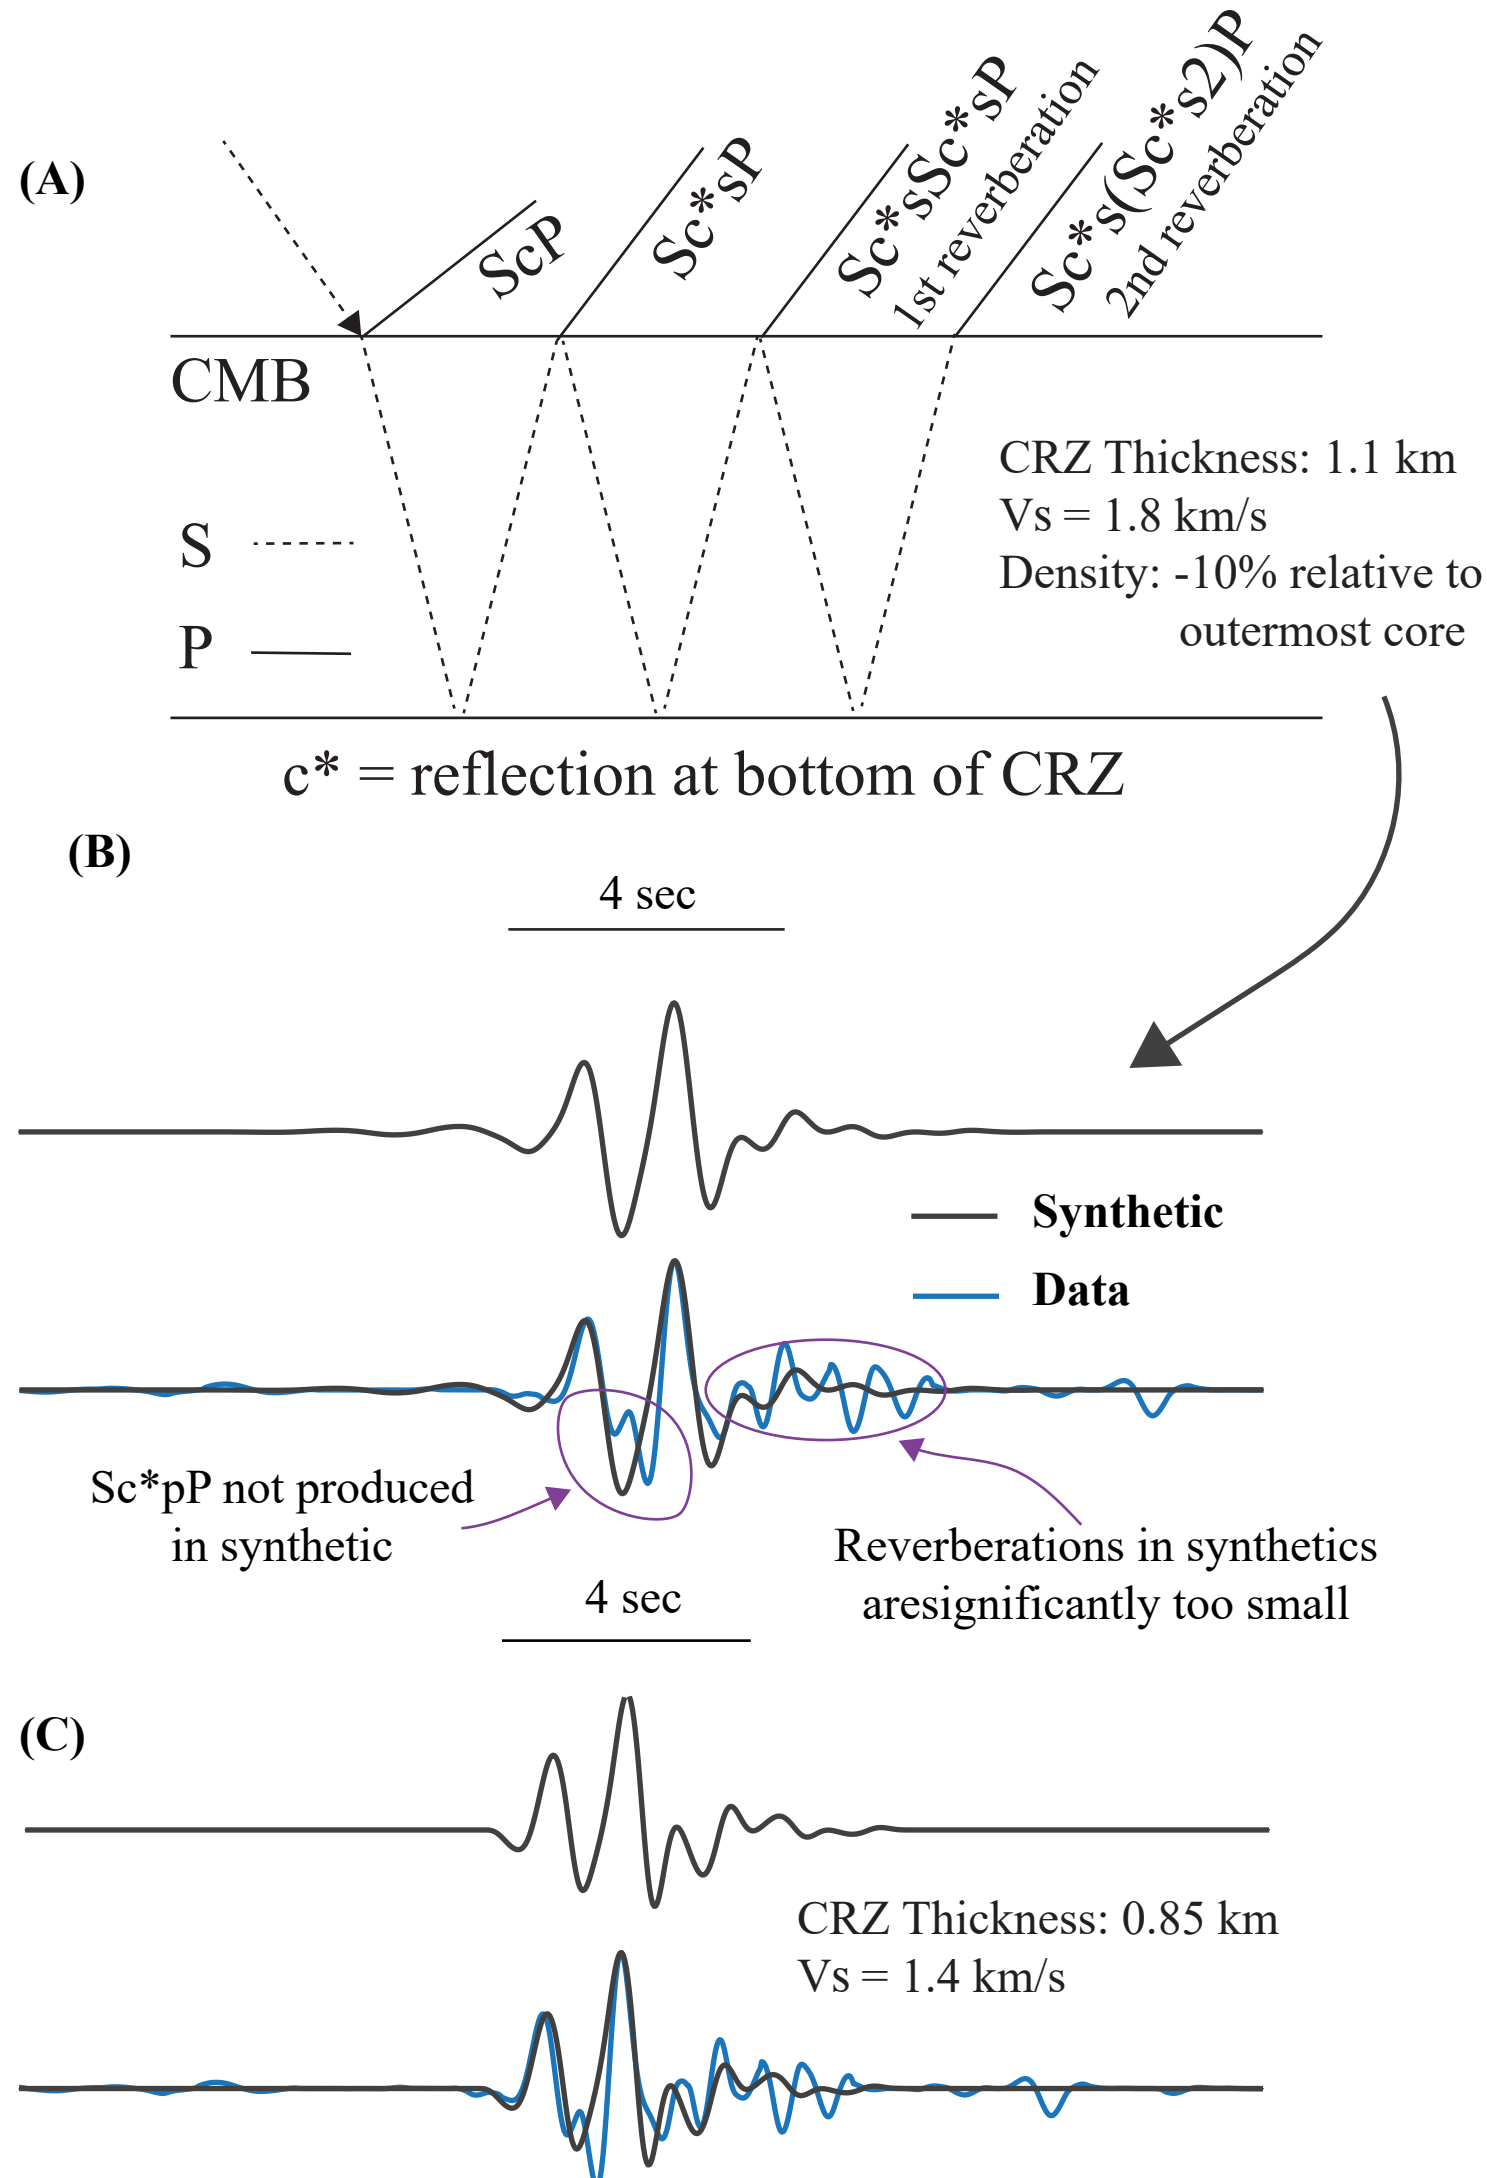 (A)
ScP
Sc*sP
Sc*sSc*sP
1st reverberation
Sc*s(Sc*s2)P
2nd reverberation
CMB
S
P
CRZ Thickness: 1.1 km
Vs = 1.8 km/s
Density: -10% relative to
outermost core
c* = reflection at bottom of CRZ
(B)
4 sec
Synthetic
Data
Sc*pP not produced
in synthetic
Reverberations in synthetics
aresignificantly too small
4 sec
(C)
CRZ Thickness: 0.85 km
Vs = 1.4 km/s